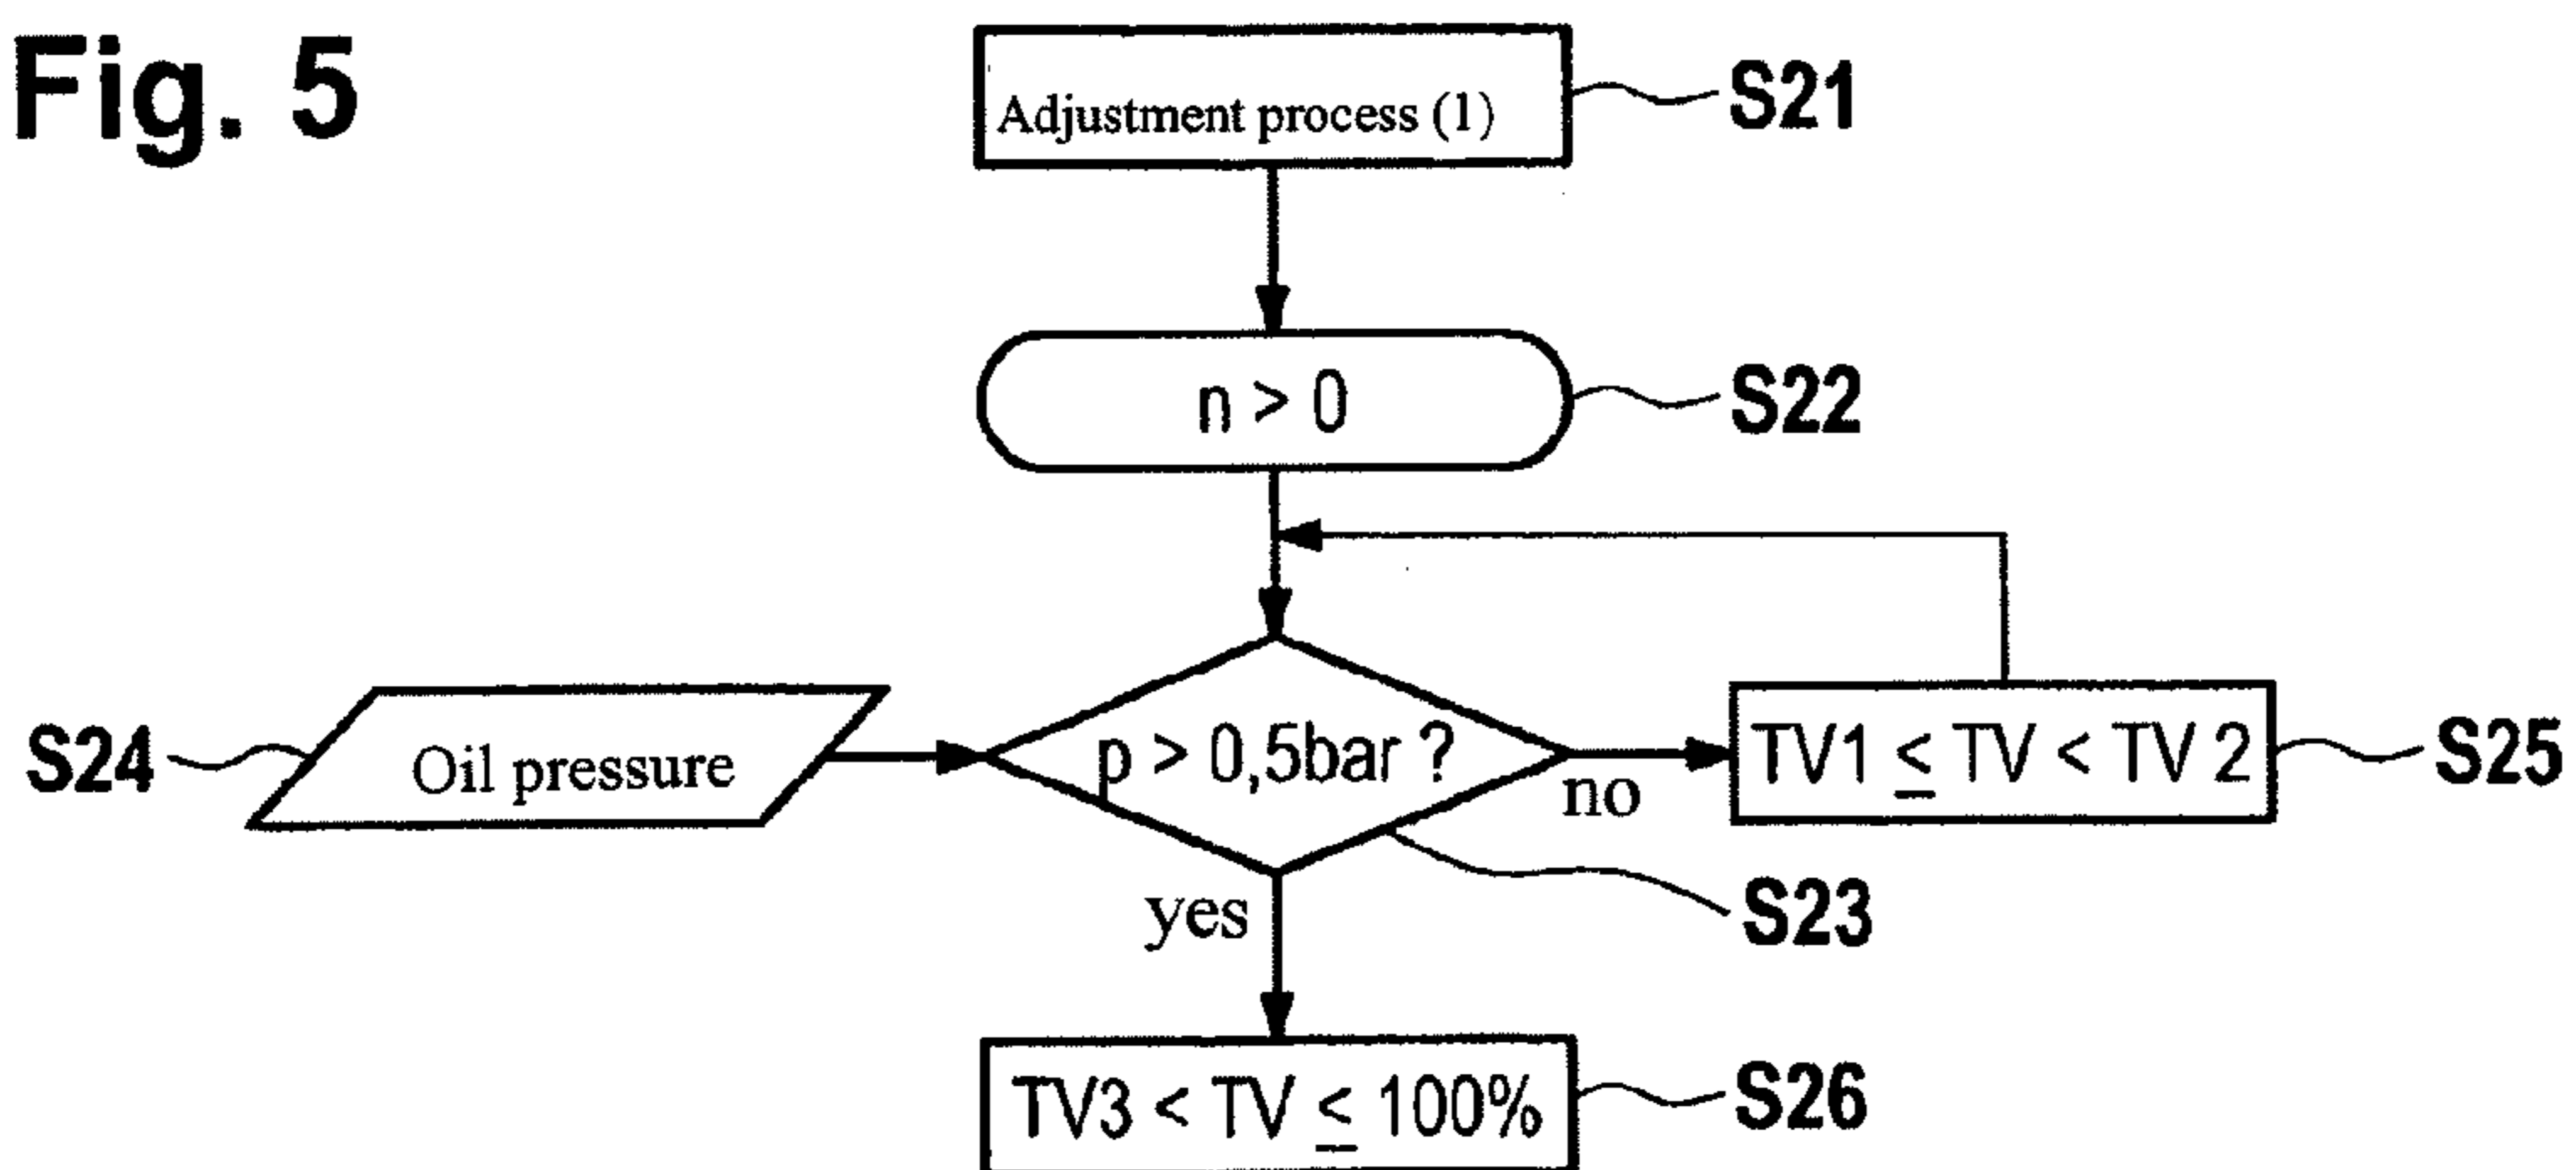 Fig. 5
Adjustment process (1)
S21
n > 0
S22
S24
Oil pressure
p > 0,5bar ?
no
TV1 ≤ TV < TV 2
S25
yes
S23
TV3 < TV ≤ 100%
S26